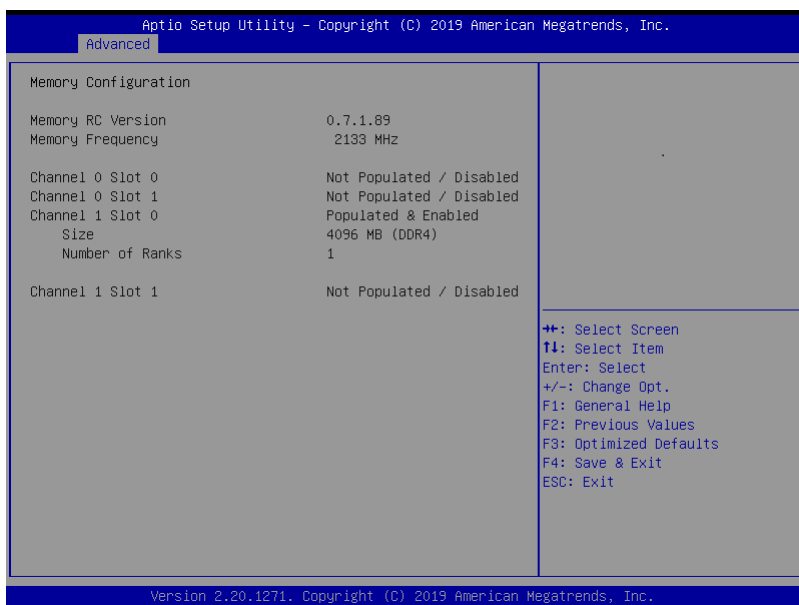 Aptio Setup Utility – Copyright (C) 2019 American Megatrends, Inc.
Advanced
Memory Configuration
Memory RC Version 0.7.1.89
Memory Frequency 2133 MHz
Channel 0 Slot 0 Not Populated / Disabled
Channel 0 Slot 1 Not Populated / Disabled
Channel 1 Slot 0 Populated & Enabled
Size 4096 MB (DDR4)
Number of Ranks 1
Channel 1 Slot 1 Not Populated / Disabled
→←: Select Screen
↑↓: Select Item
Enter: Select
+/-: Change Opt.
F1: General Help
F2: Previous Values
F3: Optimized Defaults
F4: Save & Exit
ESC: Exit
Version 2.20.1271. Copyright (C) 2019 American Megatrends, Inc.